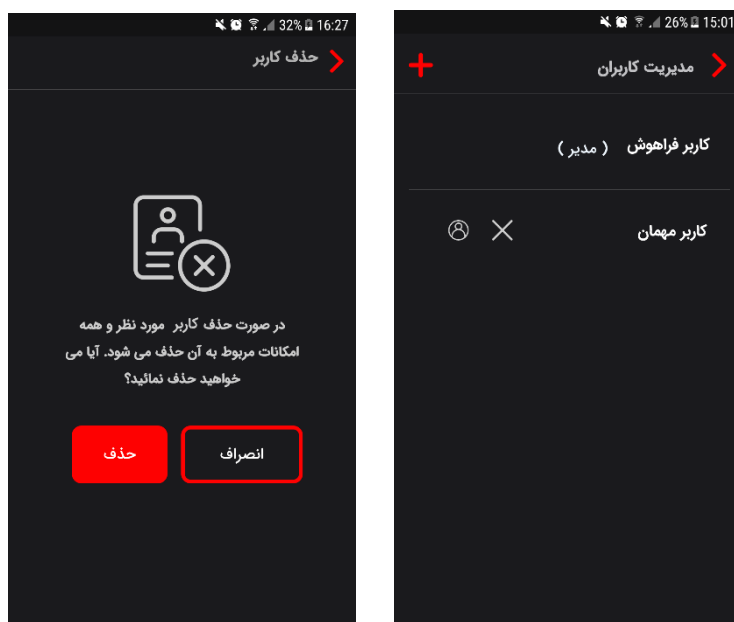 32% 16:27
حذف کاربر
در صورت حذف کاربر مورد نظر و همه
امکانات مربوط به آن حذف می شود. آیا می
خواهید حذف نمائید؟
انصراف
حذف
26% 15:01
مدیریت کاربران
کاربر فراهوش ( مدیر )
کاربر مهمان